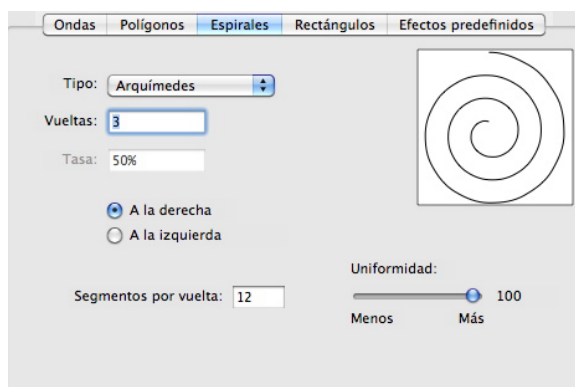 Ondas Polígonos Espirales Rectángulos Efectos predefinidos
Tipo: Arquímedes
Vueltas: 3
Tasa: 50%
A la derecha
A la izquierda
Uniformidad:
Segmentos por vuelta: 12
100
Menos Más